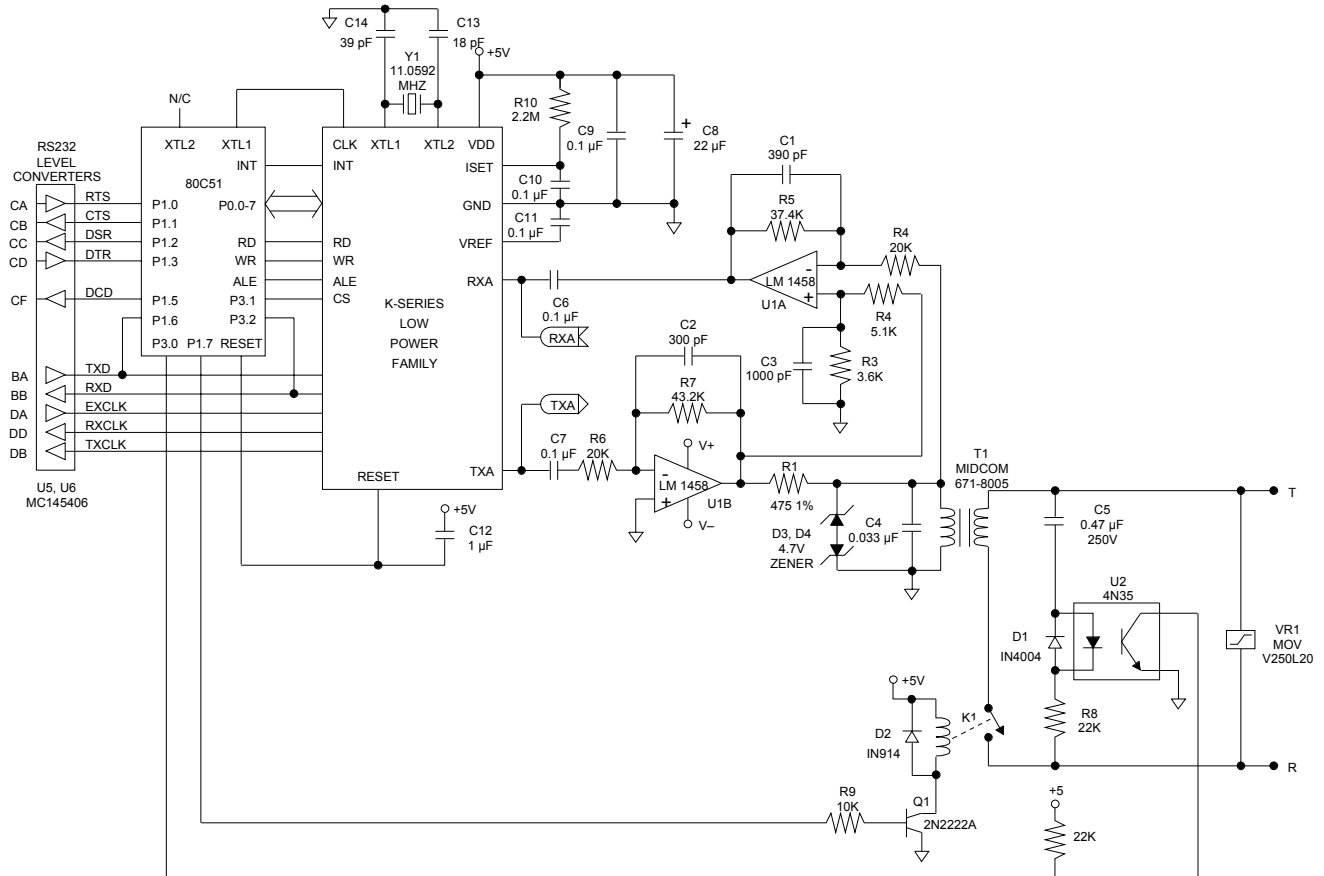 C14
39 pF
C13
18 pF
+5V
Y1
11.0592
MHZ
N/C
R10
2.2M
C9
0.1 µF
+
C8
22 µF
RS232
LEVEL
CONVERTERS
XTL2
XTL1
INT
80C51
P0.0-7
CLK
XTL1
XTL2
VDD
INT
ISET
C10
0.1 µF
GND
C11
0.1 µF
VREF
C1
390 pF
R5
37.4K
R4
20K
CA
RTS
P1.0
CB
CTS
P1.1
CC
DSR
P1.2
RD
RD
CD
DTR
P1.3
WR
WR
ALE
ALE
RXA
CF
DCD
P1.5
P3.1
CS
P1.6
P3.2
P3.0
P1.7
RESET
K-SERIES
LOW
POWER
FAMILY
C6
0.1 µF
RXA
-
LM 1458
+
U1A
R4
5.1K
C3
1000 pF
R3
3.6K
C2
300 pF
R7
43.2K
BA
TXD
BB
RXD
DA
EXCLK
DD
RXCLK
DB
TXCLK
U5, U6
MC145406
RESET
TXA
TXA
C7
0.1 µF
R6
20K
V+
-
LM 1458
+
U1B
V–
R1
475 1%
T1
MIDCOM
671-8005
+5V
C12
1 µF
D3, D4
4.7V
ZENER
C4
0.033 µF
C5
0.47 µF
250V
T
U2
4N35
D1
IN4004
VR1
MOV
V250L20
+5V
D2
IN914
K1
R8
22K
R
R9
10K
Q1
2N2222A
+5
22K